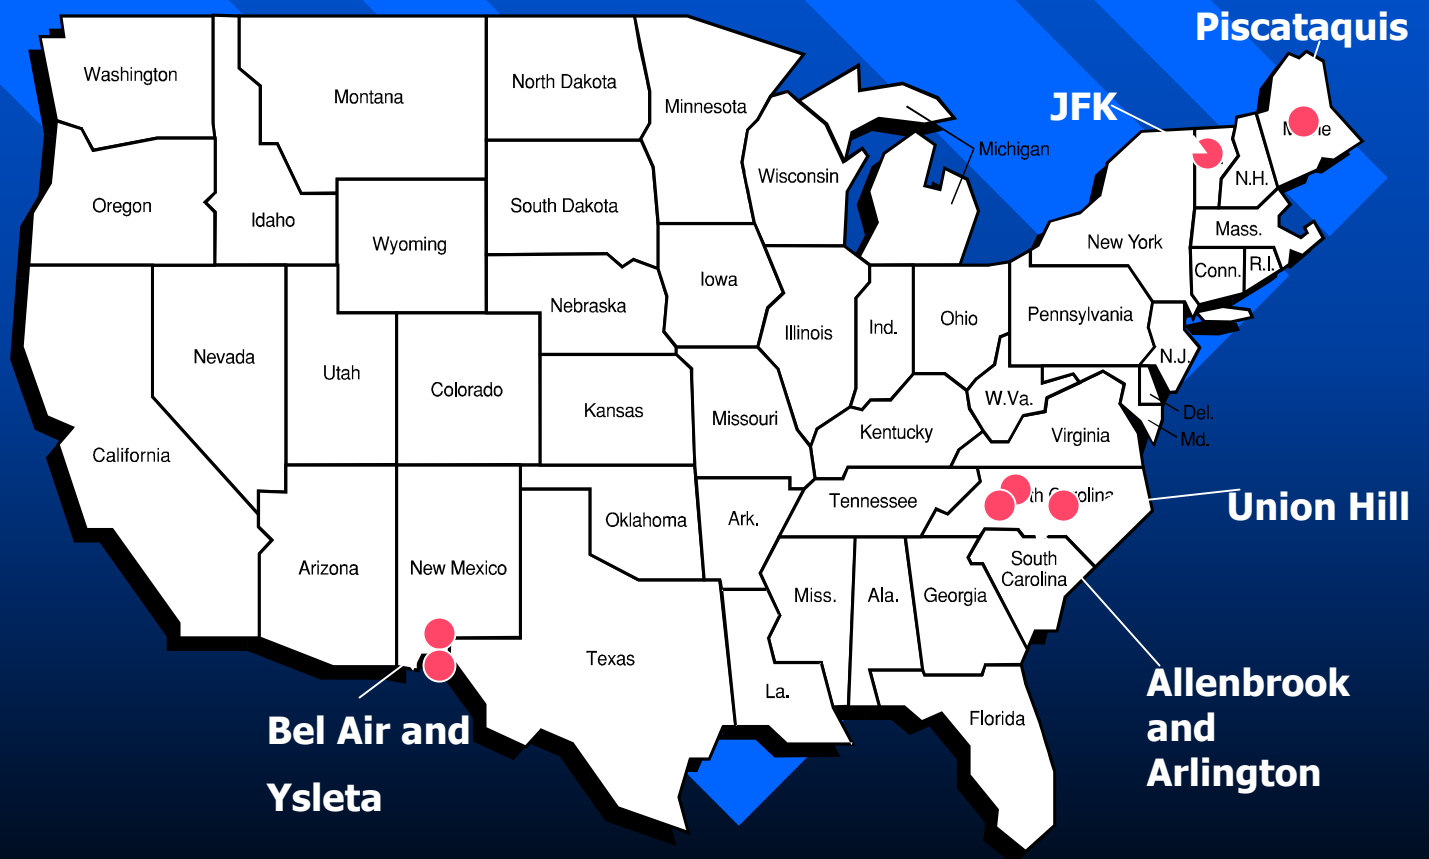 Piscataquis
JFK
Washington
Montana
North Dakota
Minnesota
Michigan
Wisconsin
N.H.
Oregon
Idaho
Wyoming
South Dakota
New York
Mass.
Conn.
R.I.
Iowa
Nebraska
Illinois
Ind.
Ohio
Pennsylvania
N.J.
Nevada
Utah
Colorado
Kansas
Missouri
W.Va.
Del.
Kentucky
Virginia
Md.
California
Tennessee
Union Hill
Oklahoma
Ark.
Arizona
New Mexico
South
Carolina
Miss.
Ala.
Georgia
Texas
La.
Florida
Allenbrook
and
Arlington
Bel Air and
Ysleta